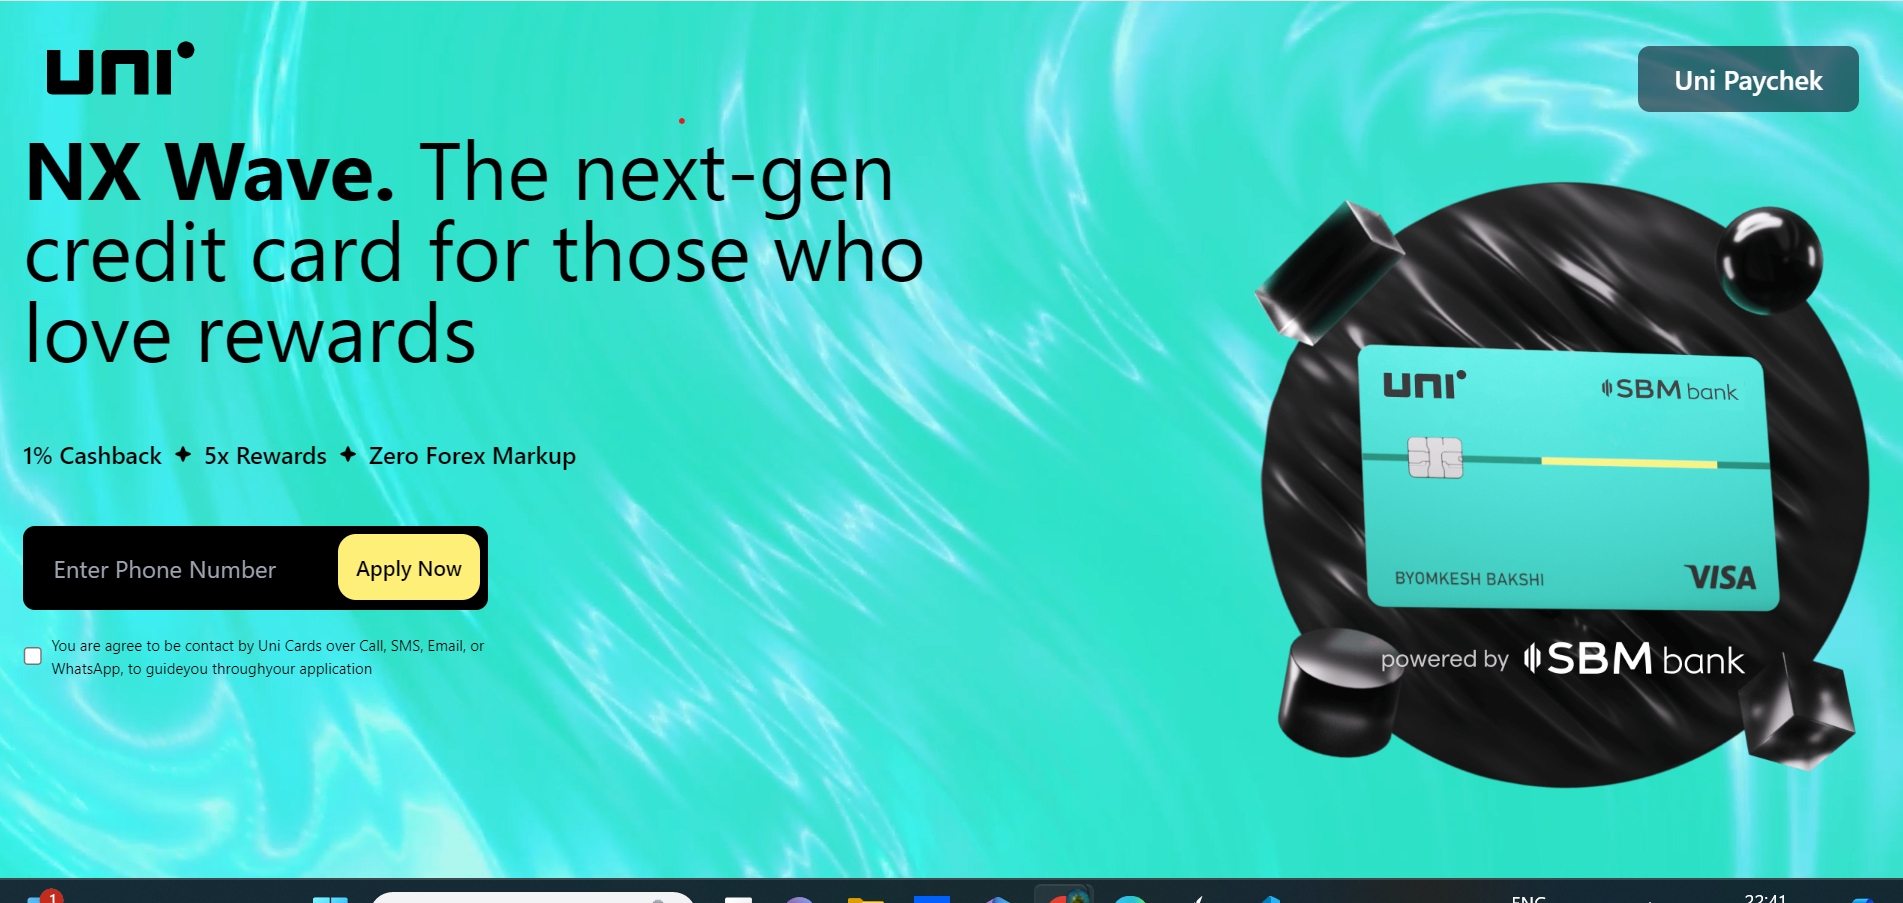 uni
Uni Paychek
NX Wave. The next-gen
credit card for those who
love rewards
1% Cashback ✦ 5x Rewards ✦ Zero Forex Markup
Enter Phone Number
Apply Now
You are agree to be contact by Uni Cards over Call, SMS, Email, or
WhatsApp, to guideyou throughyour application
uni
SBM bank
BYOMKESH BAKSHI
VISA
powered by SBM bank
1
ENG
22:41